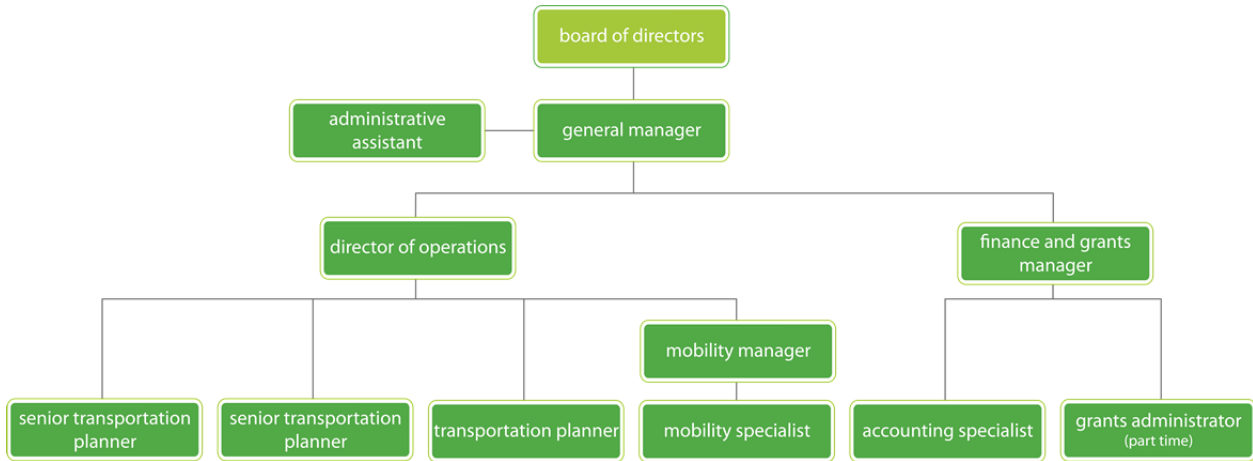 board of directors
administrative
assistant
general manager
director of operations
finance and grants
manager
mobility manager
senior transportation
planner
senior transportation
planner
transportation planner
mobility specialist
accounting specialist
grants administrator
(part time)